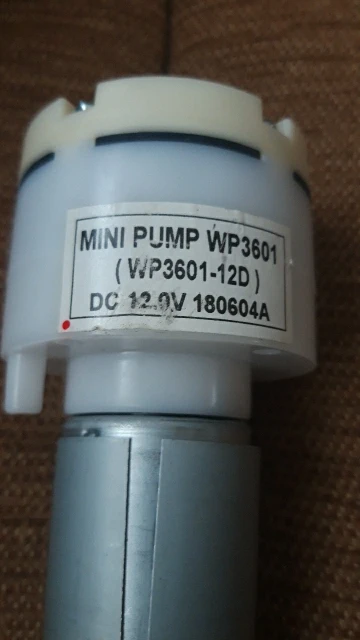 MINI PUMP WP3601
( WP3601-12D )
DC 12.0V 180604A